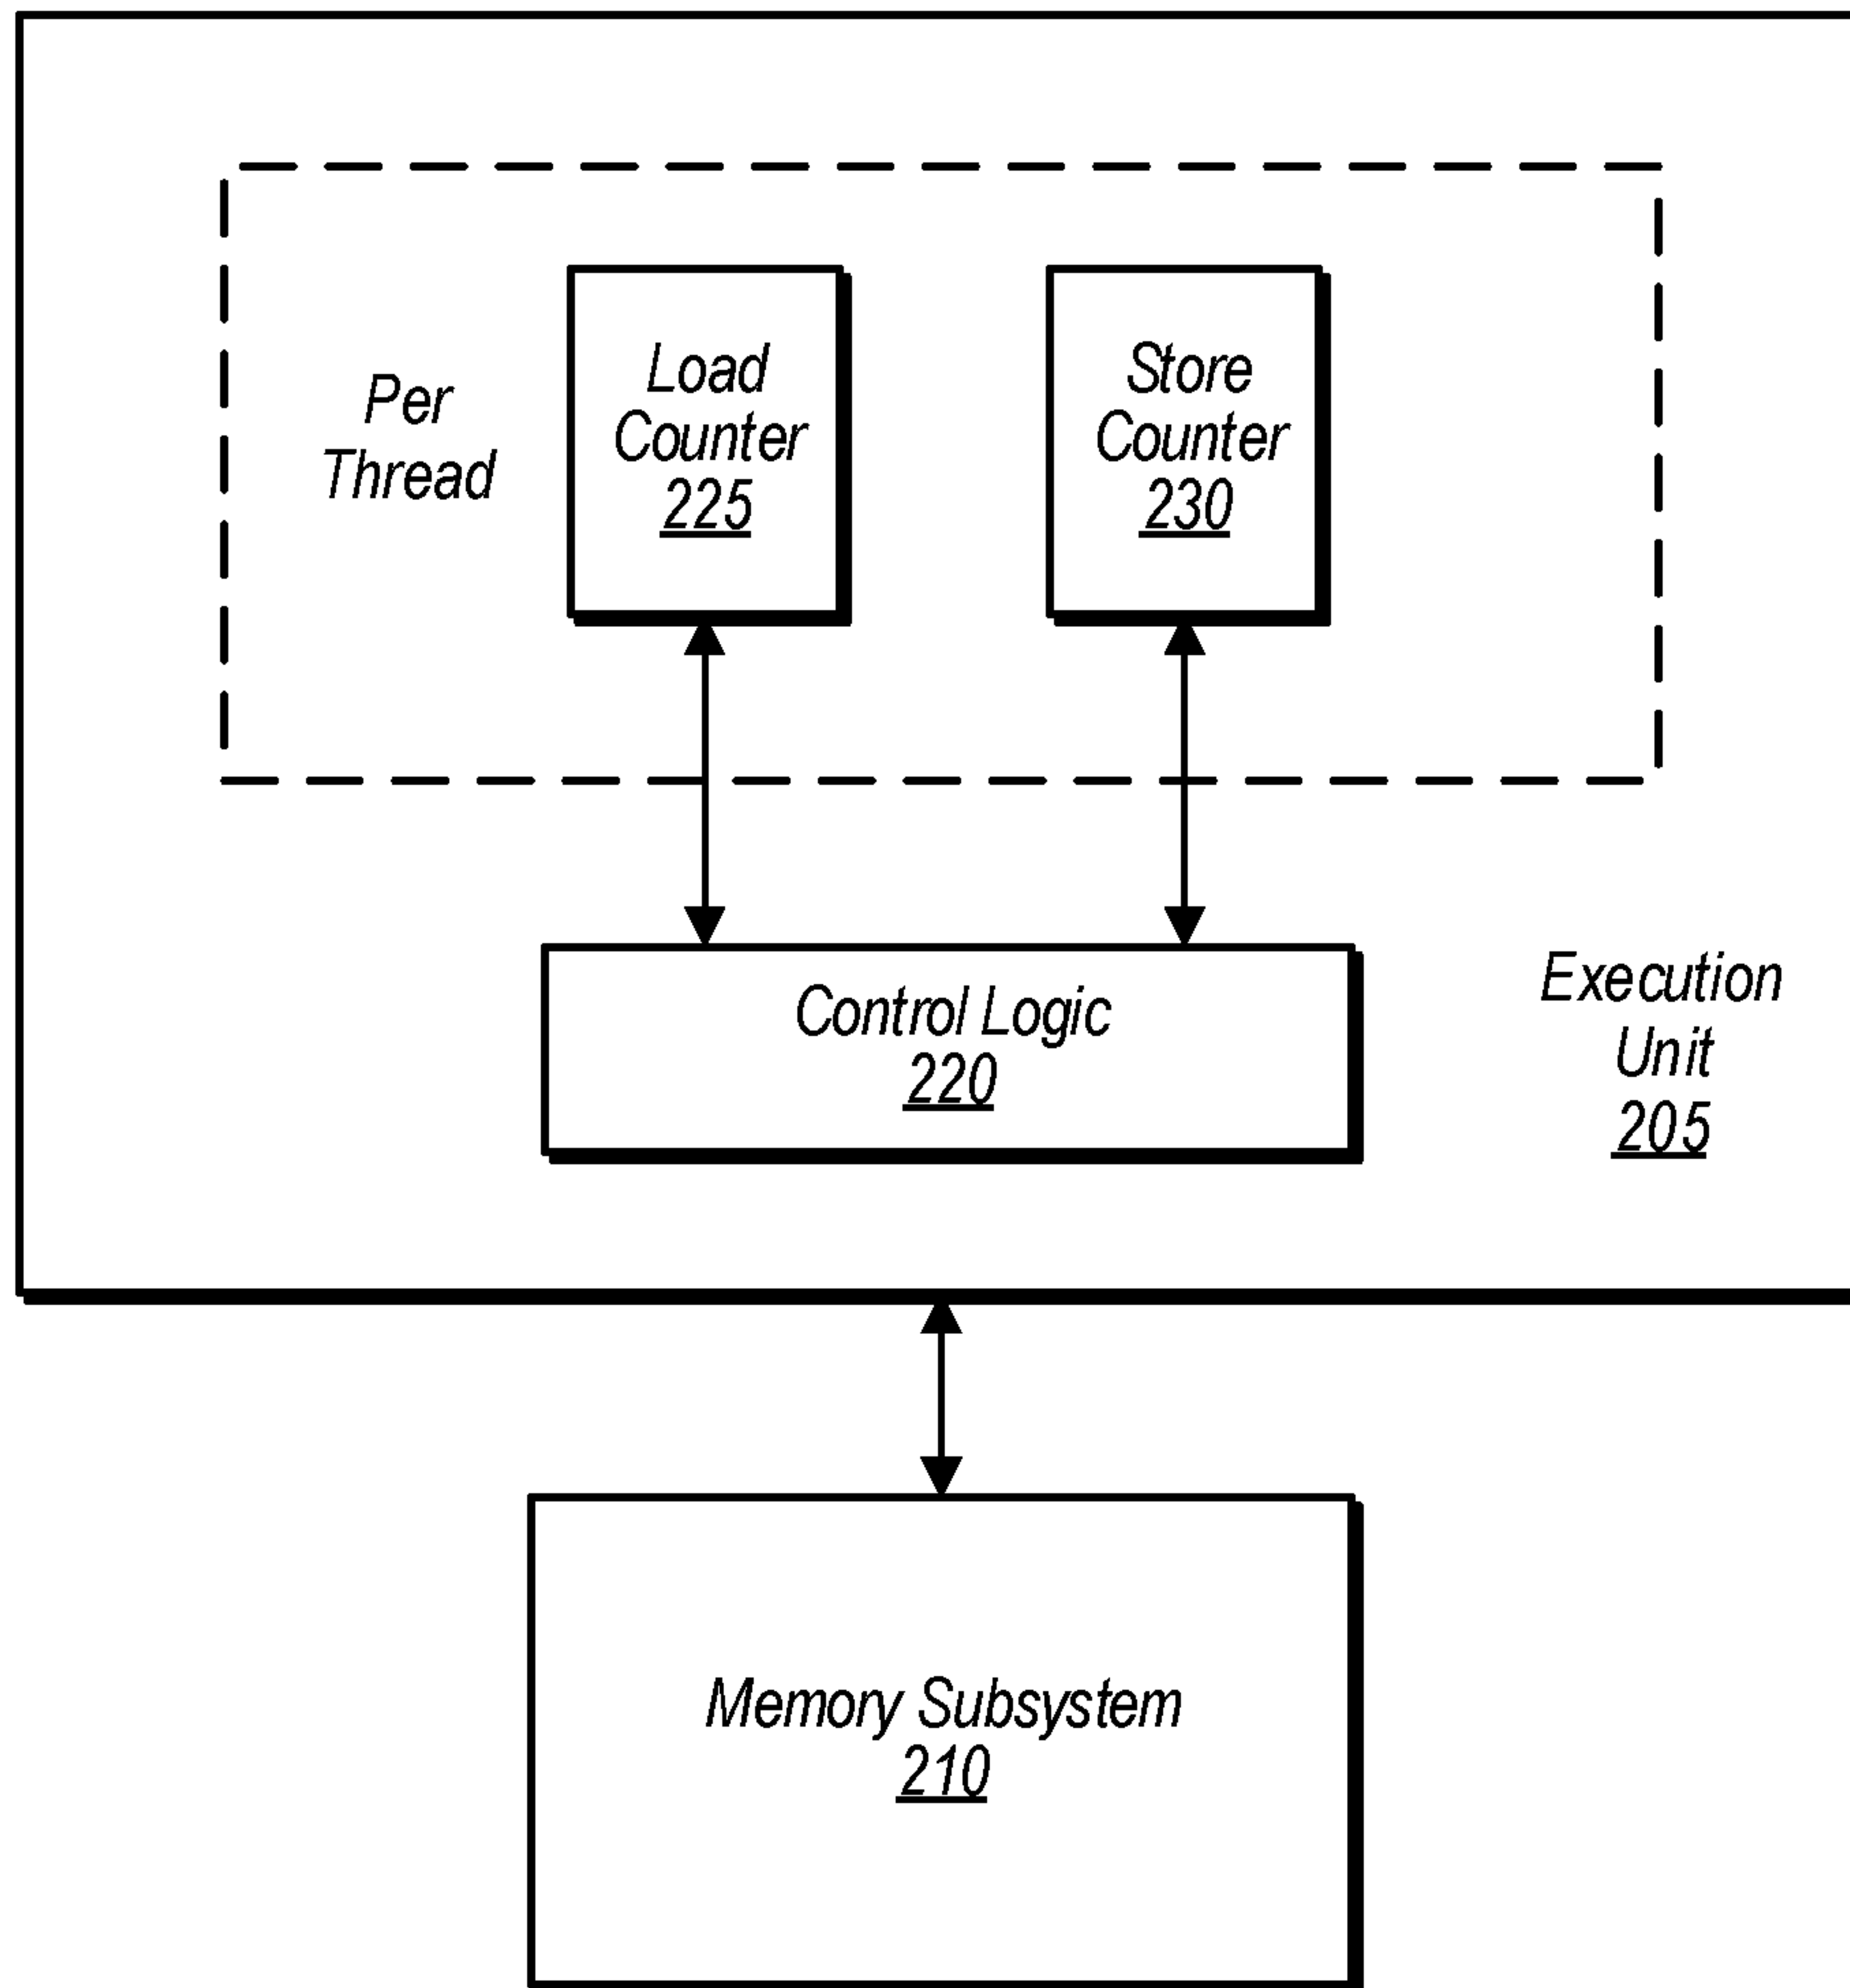 Per
Thread
Load
Counter
225
Store
Counter
230
Control Logic
220
Execution
Unit
205
Memory Subsystem
210